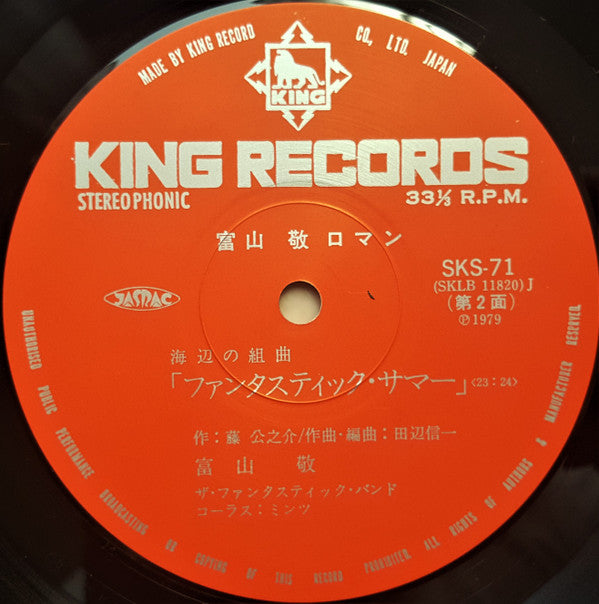 MADE BY KING RECORD CO., LTD. JAPAN
KING
KING RECORDS
STEREOPHONIC
33⅓ R.P.M.
富山 敬 ロマン
SKS-71
(SKLB 11820) J
(第2面)
Ⓟ1979
JASRAC
海辺の組曲
「ファンタスティック・サマー」〈23:24〉
作:藤 公之介/作曲・編曲:田辺信一
富山 敬
ザ・ファンタスティック・バンド
コーラス:ミンツ
UNAUTHORISED PUBLIC PERFORMANCE BROADCASTING OR COPYING OF THIS RECORD PROHIBITED. ALL RIGHTS OF AUTHORS & MANUFACTURER RESERVED.